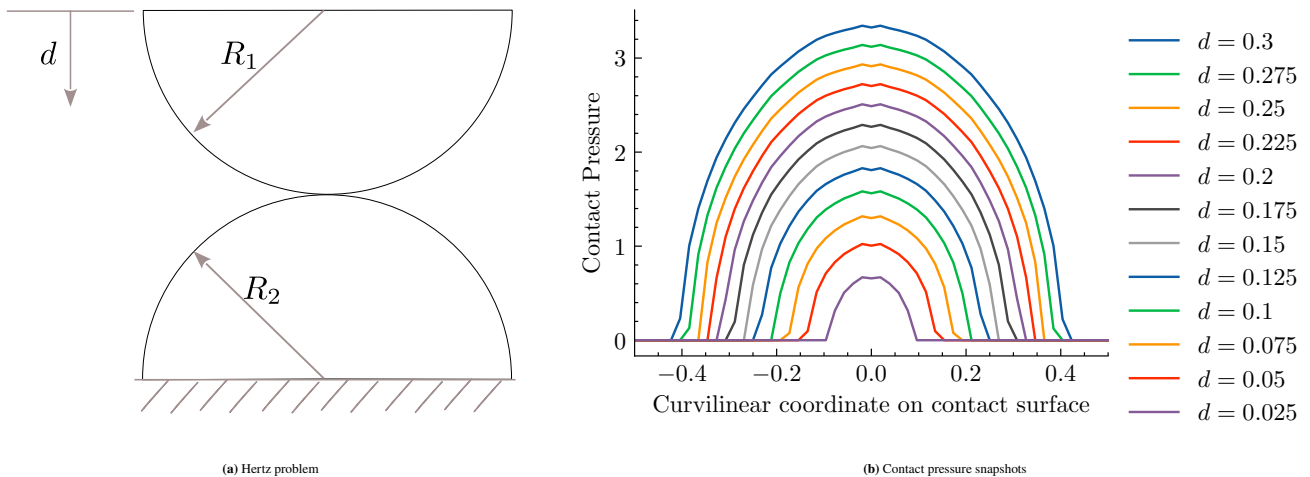 d
R₁
R₂
(a) Hertz problem
Contact Pressure
3
2
1
0
−0.4
−0.2
0.0
0.2
0.4
Curvilinear coordinate on contact surface
d = 0.3
d = 0.275
d = 0.25
d = 0.225
d = 0.2
d = 0.175
d = 0.15
d = 0.125
d = 0.1
d = 0.075
d = 0.05
d = 0.025
(b) Contact pressure snapshots